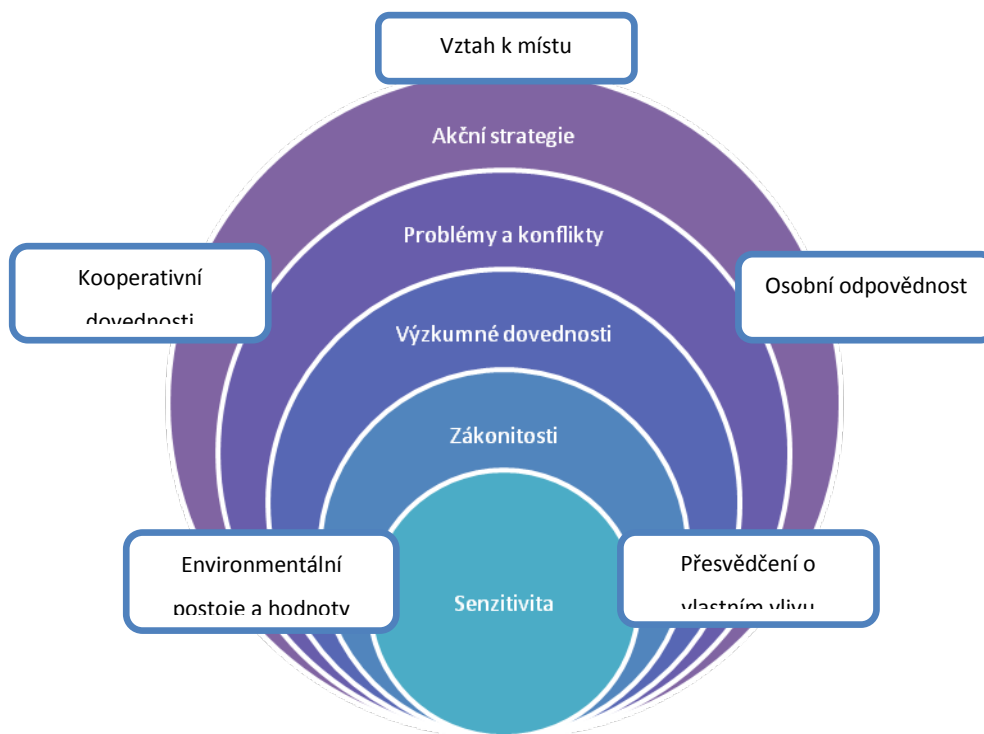 Vztah k místu
Akční strategie
Problémy a konflikty
Kooperativní
dovednosti
Osobní odpovědnost
Výzkumné dovednosti
Zákonitosti
Environmentální
postoje a hodnoty
Přesvědčení o
vlastním vlivu
Senzitivita